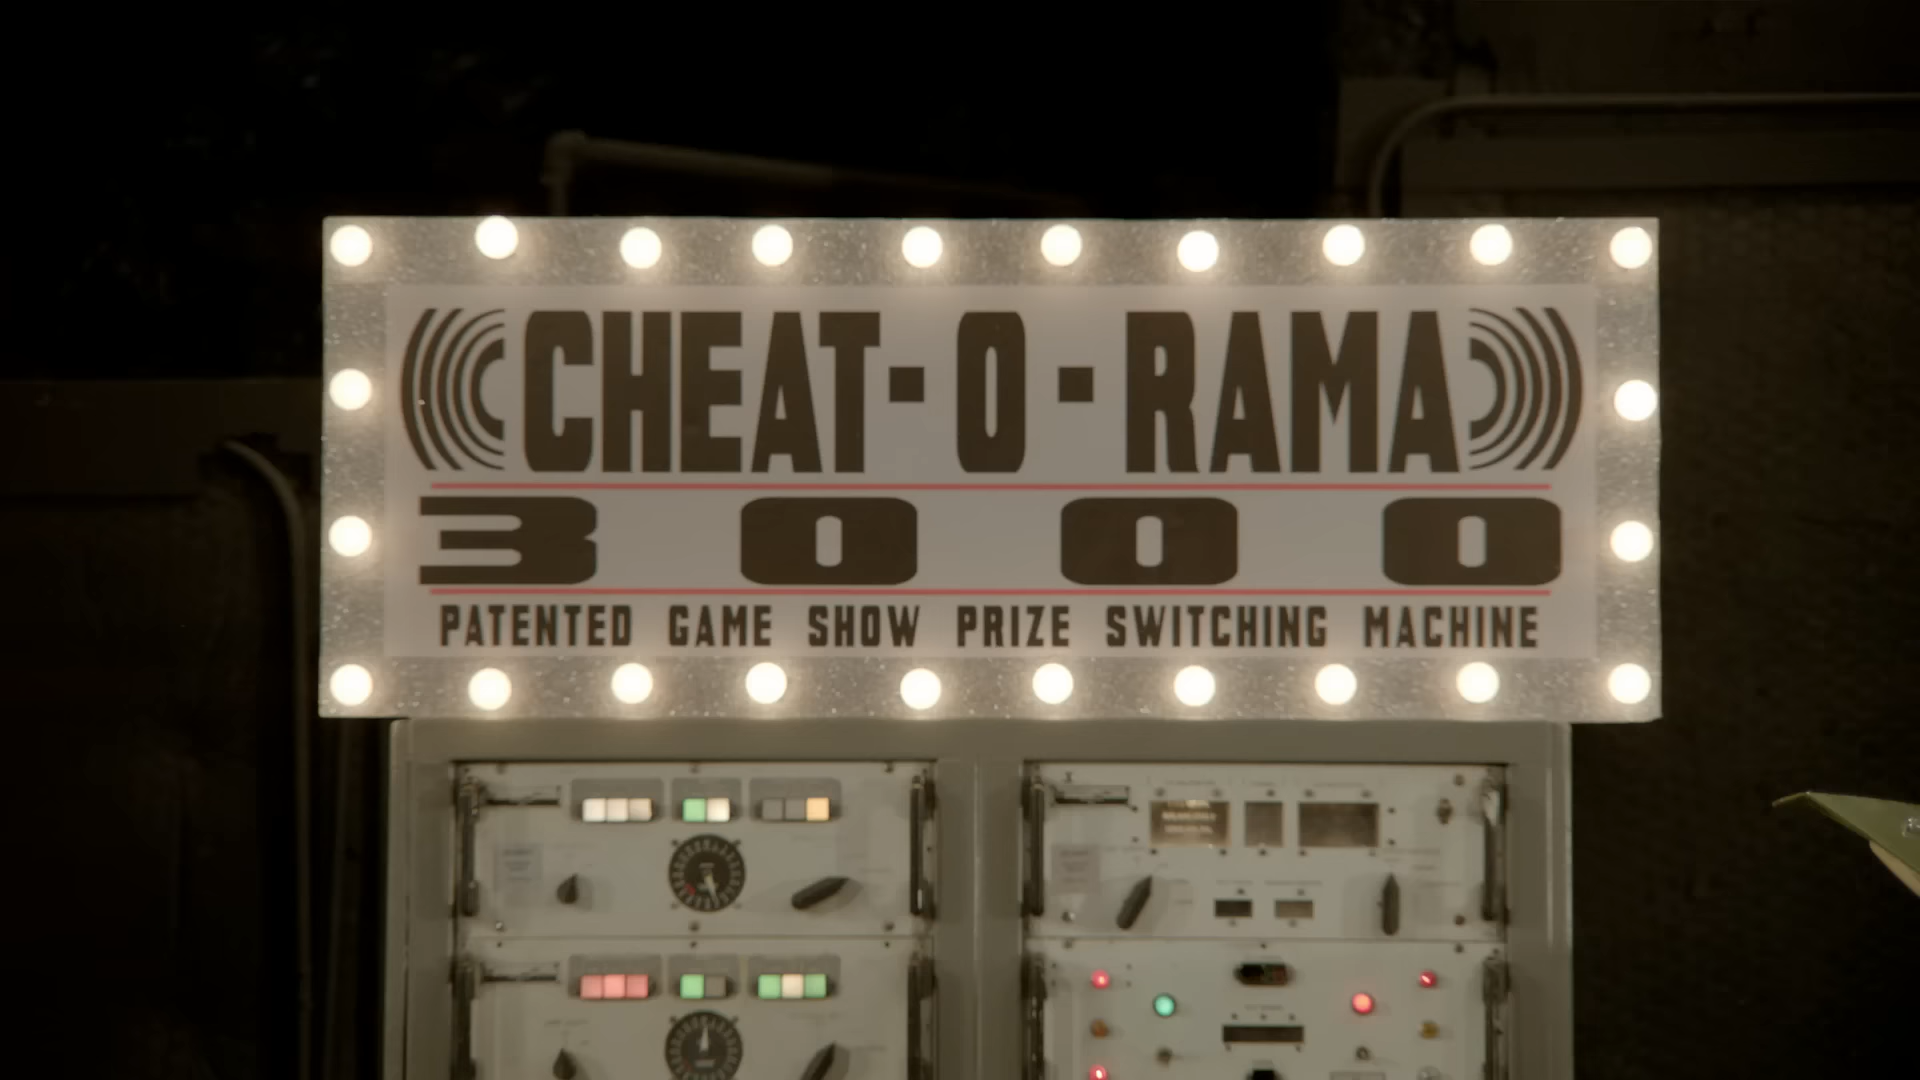 CHEAT-O-RAMA
3000
PATENTED GAME SHOW PRIZE SWITCHING MACHINE